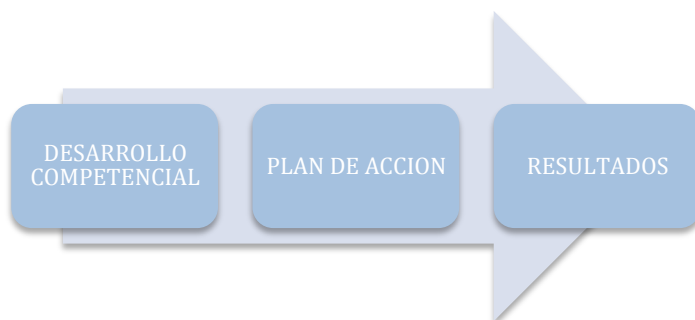 DESARROLLO
COMPETENCIAL
PLAN DE ACCION
RESULTADOS